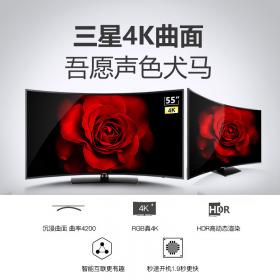 三星4K曲面
吾愿声色犬马
55"
4K
4K
HDR
沉浸曲面 曲率4200
RGB真4K
HDR高动态渲染
智能互联更有趣
秒速开机1.9秒更快